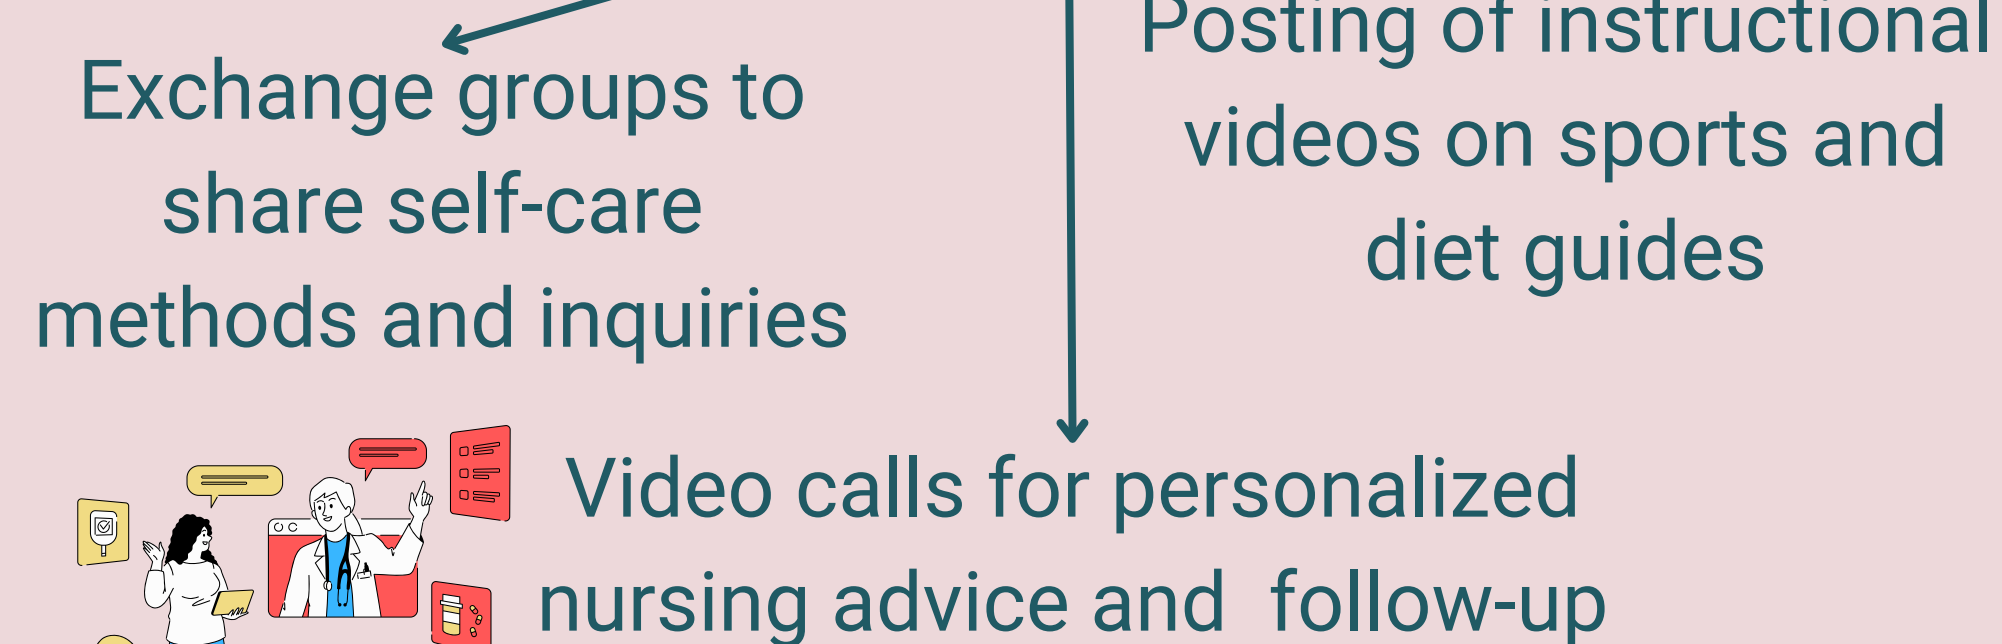 Exchange groups to
share self-care
methods and inquiries
Posting of instructional
videos on sports and
diet guides
Video calls for personalized
nursing advice and  follow-up